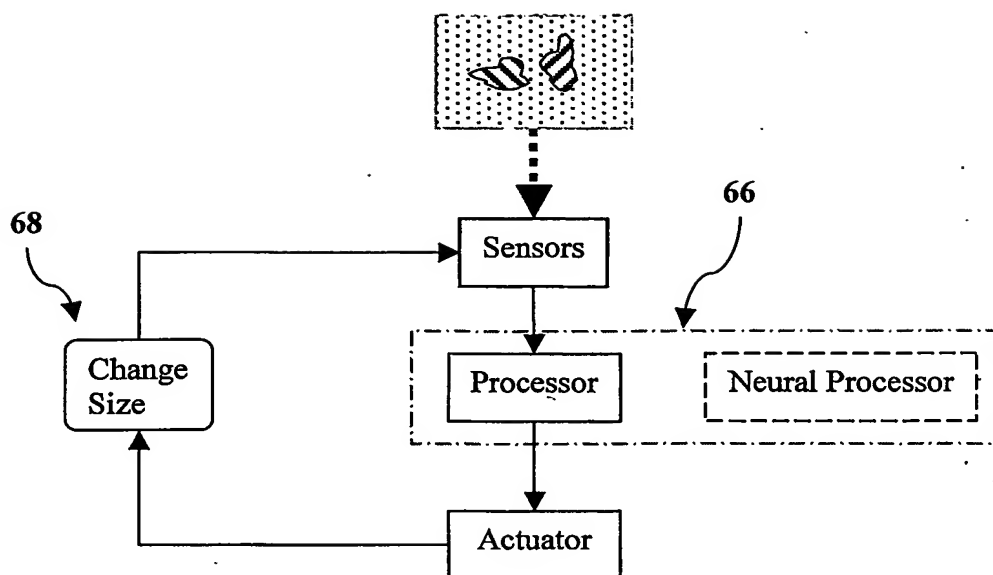 68
66
Sensors
Change
Size
Processor
Neural Processor
Actuator